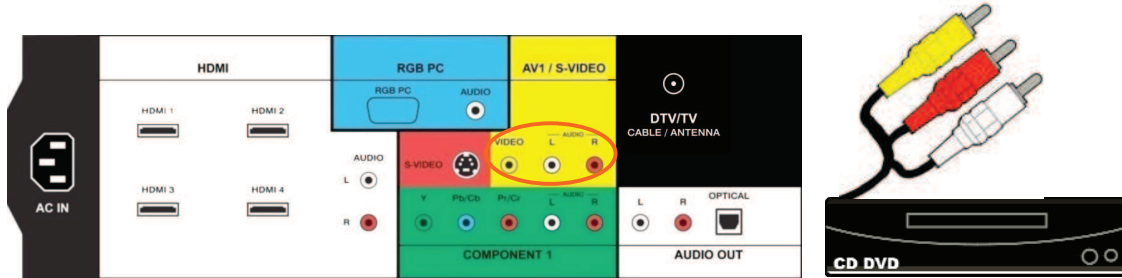 HDMI
RGB PC
AV1 / S-VIDEO
RGB PC
AUDIO
HDMI 1
HDMI 2
DTV/TV
CABLE / ANTENNA
VIDEO
AUDIO
L
R
AUDIO
S-VIDEO
L
HDMI 3
HDMI 4
Y
Pb/Cb
Pr/Cr
AUDIO
L
R
L
R
OPTICAL
AC IN
R
COMPONENT 1
AUDIO OUT
CD DVD